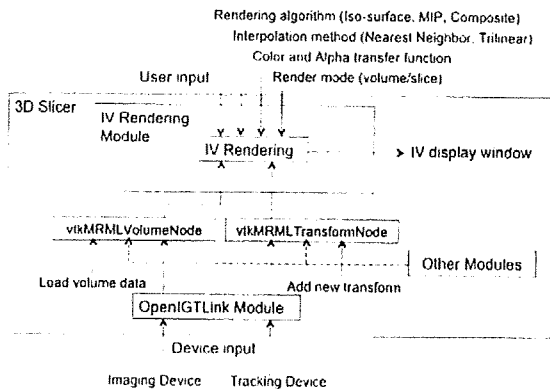 Rendering algorithm (Iso-surface, MIP, Composite)
Interpolation method (Nearest Neighbor, Trilinear)
Color and Alpha transfer function
User input
Render mode (volume/slice)
3D Slicer
IV Rendering
Module
IV Rendering
IV display window
vtkMRMLVolumeNode
vtkMRMLTransformNode
Other Modules
Load volume data
Add new transform
OpenIGTLink Module
Device input
Imaging Device
Tracking Device